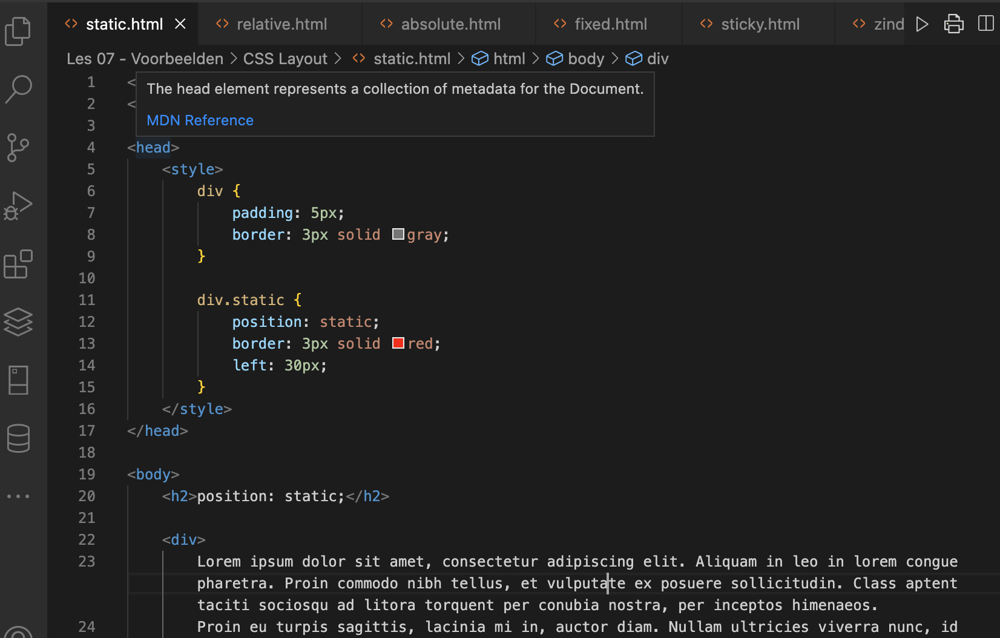 static.html relative.html absolute.html fixed.html sticky.html zind
Les 07 - Voorbeelden > CSS Layout > static.html > html > body > div
1 <
The head element represents a collection of metadata for the Document.
2 <
MDN Reference
3
4 <head>
5 <style>
6 div {
7 padding: 5px;
8 border: 3px solid gray;
9 }
10
11 div.static {
12 position: static;
13 border: 3px solid red;
14 left: 30px;
15 }
16 </style>
17 </head>
18
19 <body>
20 <h2>position: static;</h2>
21
22 <div>
23 Lorem ipsum dolor sit amet, consectetur adipiscing elit. Aliquam in leo in lorem congue
pharetra. Proin commodo nibh tellus, et vulputate ex posuere sollicitudin. Class aptent
taciti sociosqu ad litora torquent per conubia nostra, per inceptos himenaeos.
24 Proin eu turpis sagittis, lacinia mi in, auctor diam. Nullam ultricies viverra nunc, id